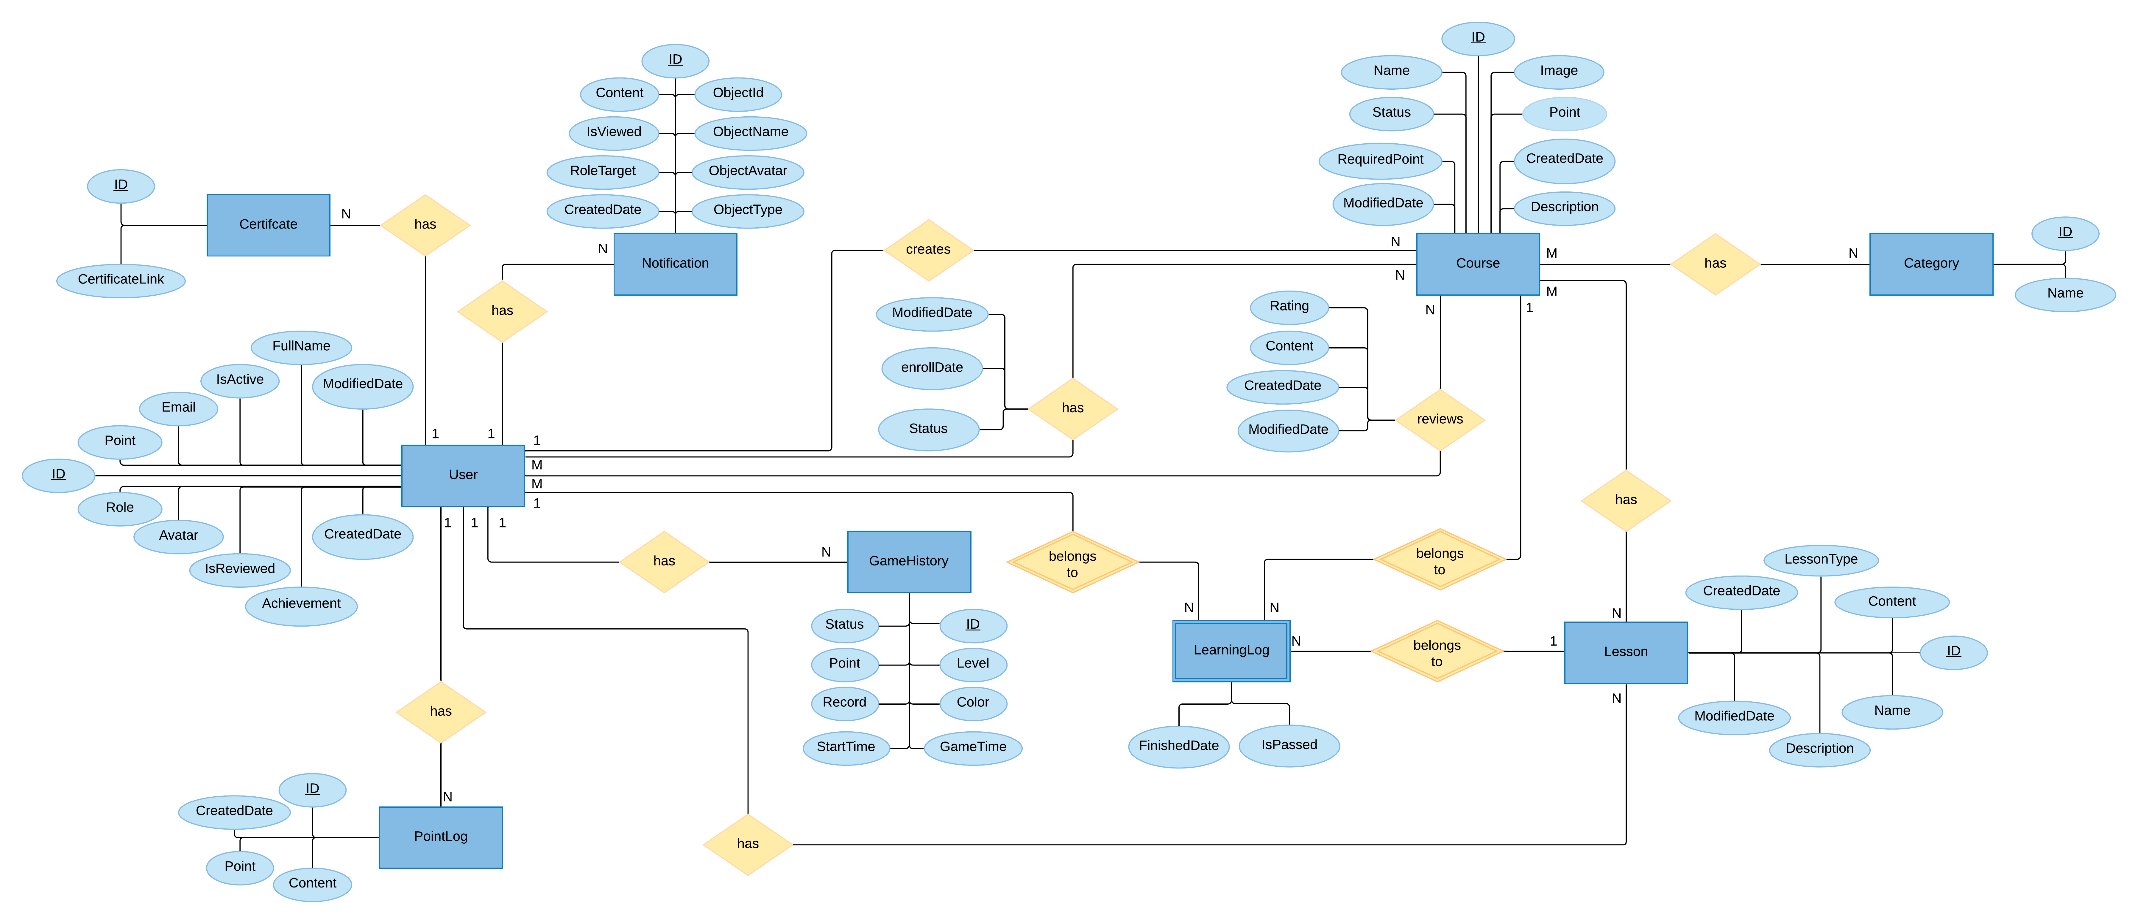 ID
Name
Image
ID
Content
ObjectId
Status
Point
IsViewed
ObjectName
RequiredPoint
CreatedDate
RoleTarget
ObjectAvatar
ID
ModifiedDate
Description
CreatedDate
ObjectType
Certifcate
N
has
N
creates
N
M
N
ID
Notification
Course
has
Category
CertificateLink
N
M
Name
has
ModifiedDate
Rating
N
1
FullName
Content
IsActive
ModifiedDate
enrollDate
CreatedDate
Email
has
reviews
Point
1
1
1
Status
ModifiedDate
M
ID
User
M
1
Role
has
Avatar
1
1
1
CreatedDate
IsReviewed
has
N
GameHistory
belongs
to
belongs
to
LessonType
Achievement
CreatedDate
Content
Status
ID
N
N
N
Point
Level
LearningLog
N
belongs
to
1
Lesson
ID
Record
Color
N
has
ModifiedDate
Name
StartTime
GameTime
FinishedDate
IsPassed
Description
ID
N
CreatedDate
PointLog
has
Point
Content